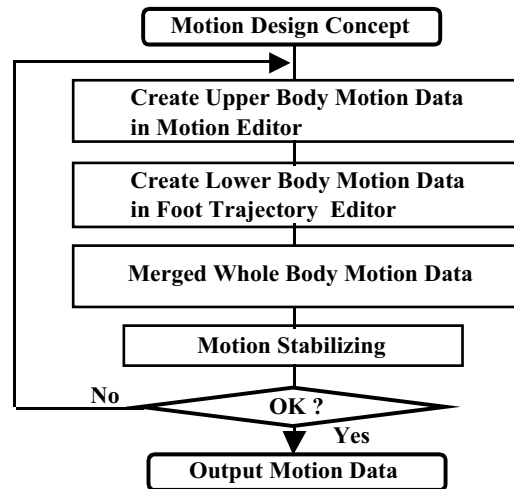 Motion Design Concept
Create Upper Body Motion Data
in Motion Editor
Create Lower Body Motion Data
in Foot Trajectory Editor
Merged Whole Body Motion Data
Motion Stabilizing
No
OK ?
Yes
Output Motion Data